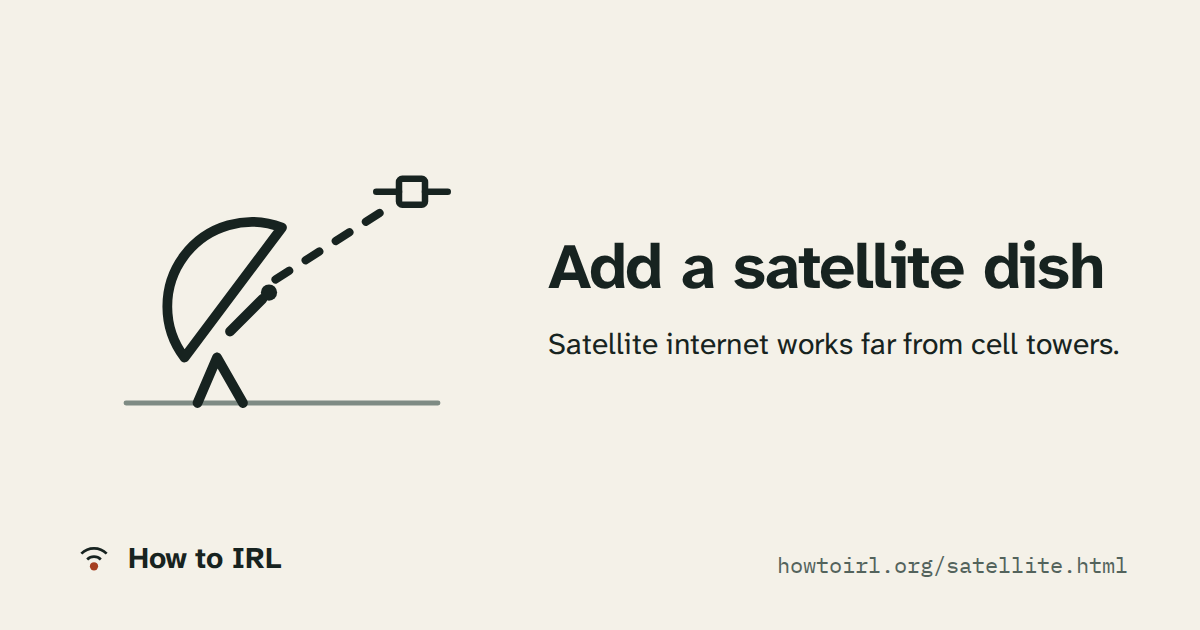 Add a satellite dish
Satellite internet works far from cell towers.
How to IRL
howtoirl.org/satellite.html